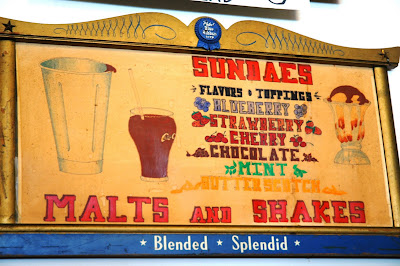 SUNDAES
FLAVORS & TOPPINGS
BLUEBERRY
STRAWBERRY
CHERRY
CHOCOLATE
MINT
BUTTERSCOTCH
MALTS AND SHAKES
* Blended * Splendid *